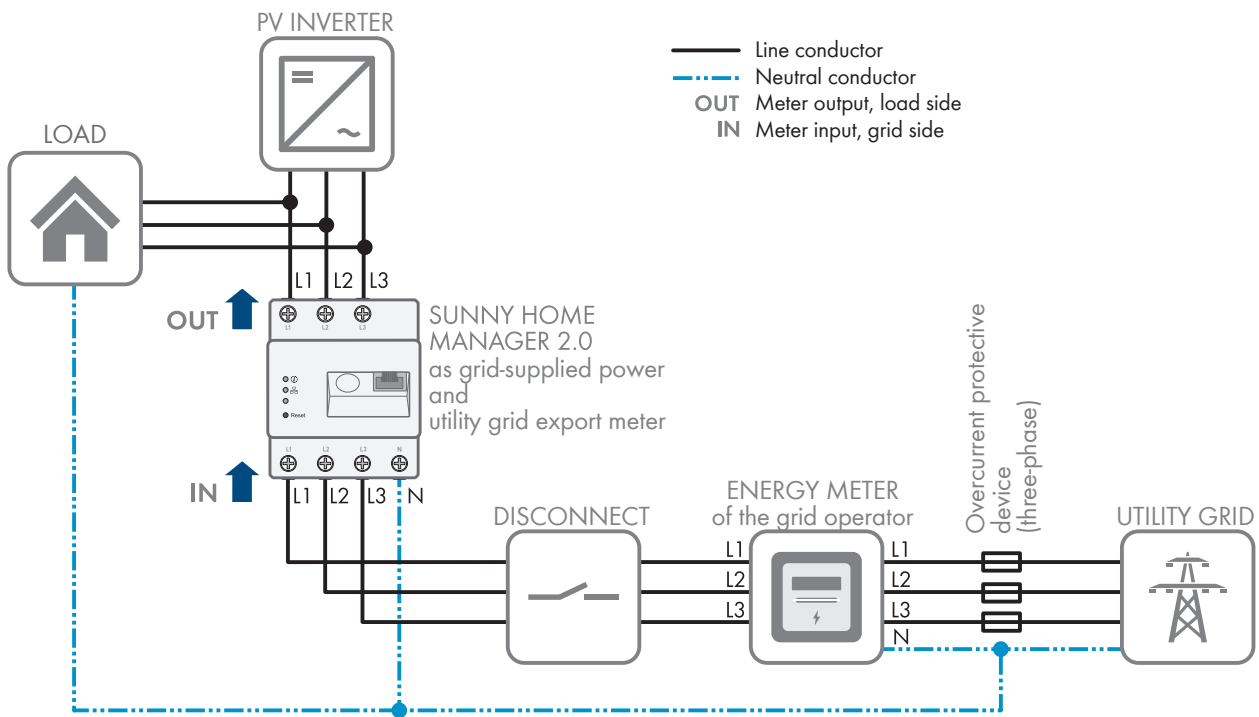 PV INVERTER
Line conductor
Neutral conductor
OUT Meter output, load side
IN Meter input, grid side
LOAD
L1 L2 L3
OUT
L1 L2 L3
SUNNY HOME
MANAGER 2.0
as grid-supplied power
and
utility grid export meter
Reset
L1 L2 L3 N
IN
L1 L2 L3 N
DISCONNECT
ENERGY METER
of the grid operator
Overcurrent protective
device
(three-phase)
UTILITY GRID
L1 L1
L2 L2
L3 L3
N